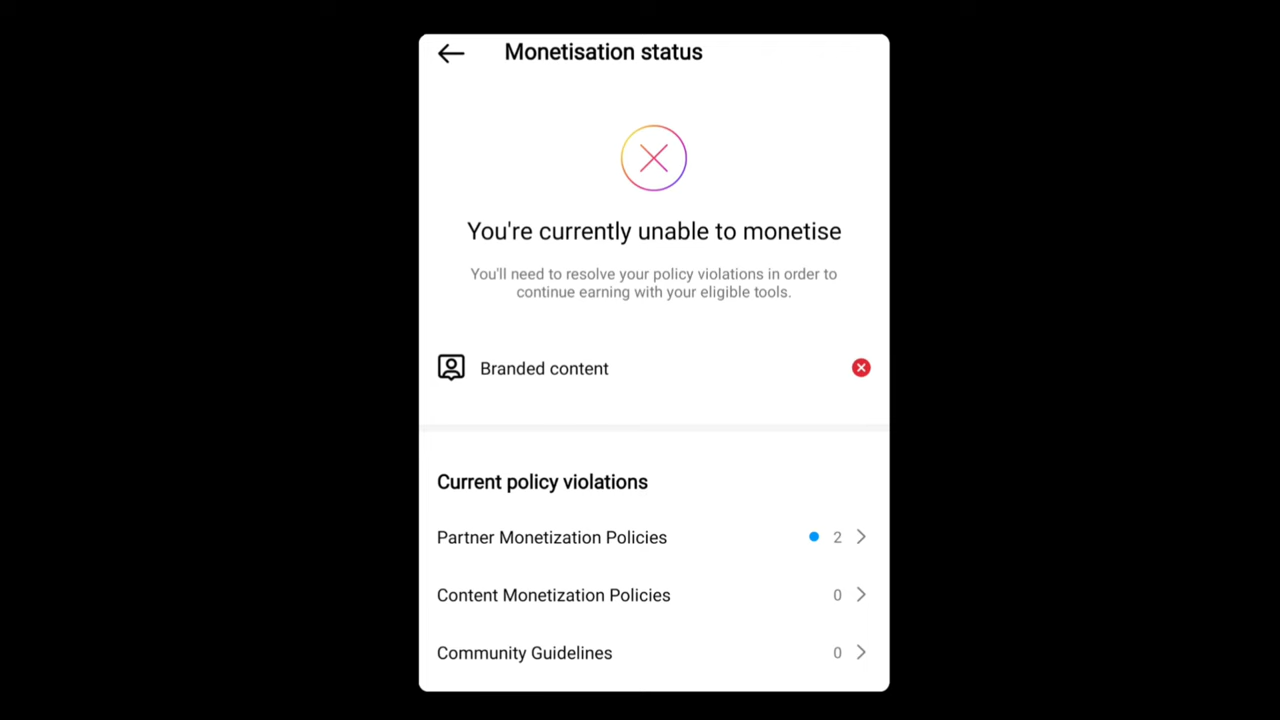 Monetisation status
You're currently unable to monetise
You'll need to resolve your policy violations in order to
continue earning with your eligible tools.
Branded content
Current policy violations
Partner Monetization Policies 2
Content Monetization Policies 0
Community Guidelines 0